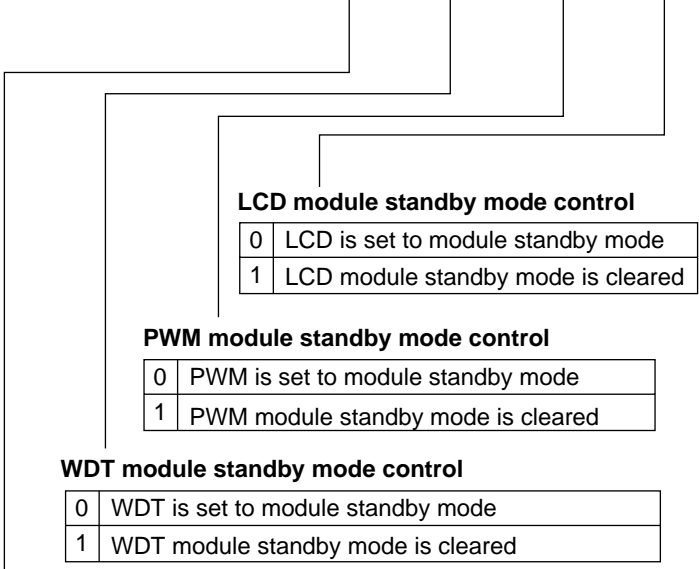 LCD module standby mode control
0 LCD is set to module standby mode
1 LCD module standby mode is cleared
PWM module standby mode control
0 PWM is set to module standby mode
1 PWM module standby mode is cleared
WDT module standby mode control
0 WDT is set to module standby mode
1 WDT module standby mode is cleared